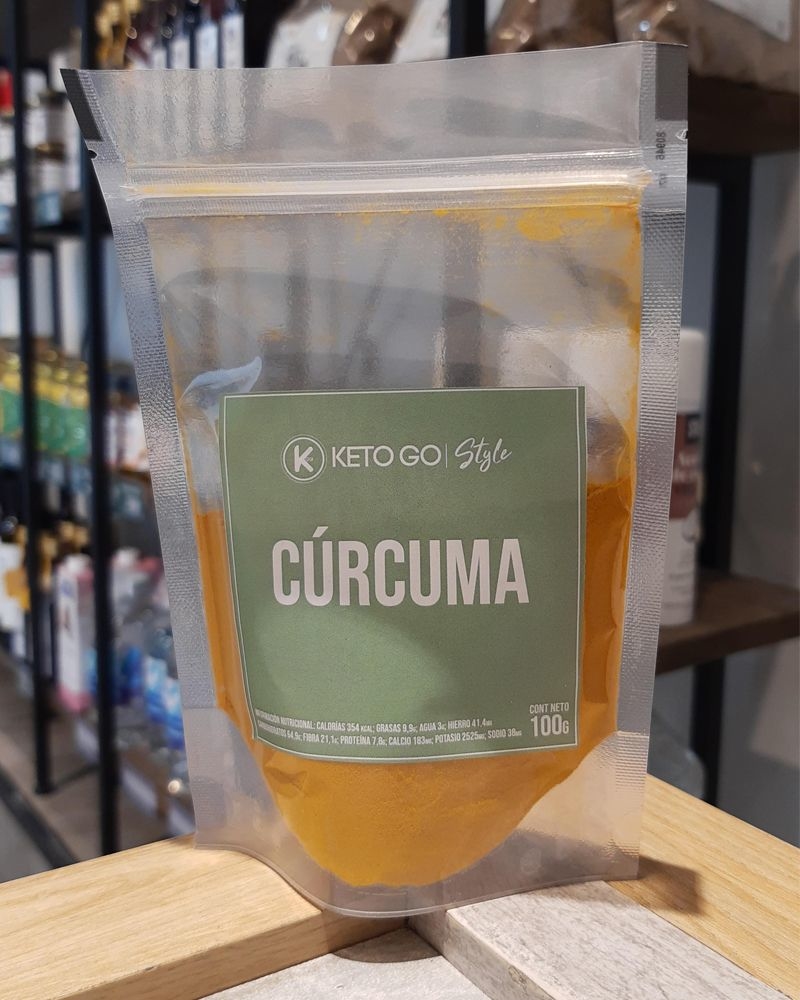 K KETO GO | Style
CÚRCUMA
INFORMACIÓN NUTRICIONAL: CALORÍAS 354 KCAL; GRASAS 9,9G; AGUA 3G; HIERRO 41.4MG
CARBOHIDRATOS 64,9G; FIBRA 21,1G; PROTEÍNA 7,8G; CALCIO 183MG; POTASIO 2525MG; SODIO 38MG
CONT NETO
100G